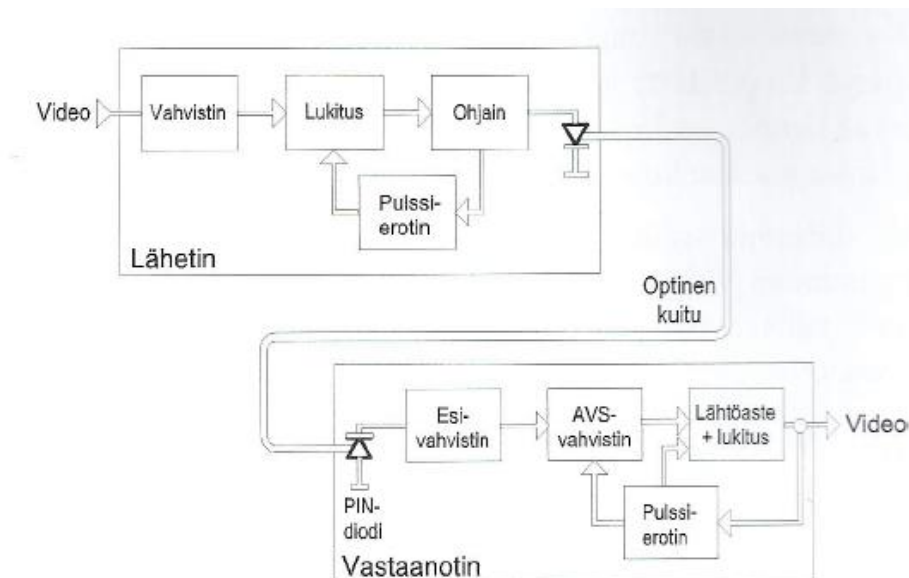 Video
Vahvistin
Lukitus
Ohjain
Pulssi-
erotin
Lähetin
Optinen
kuitu
Esi-
vahvistin
AVS-
vahvistin
Lähtöaste
+ lukitus
Video
PIN-
diodi
Pulssi-
erotin
Vastaanotin